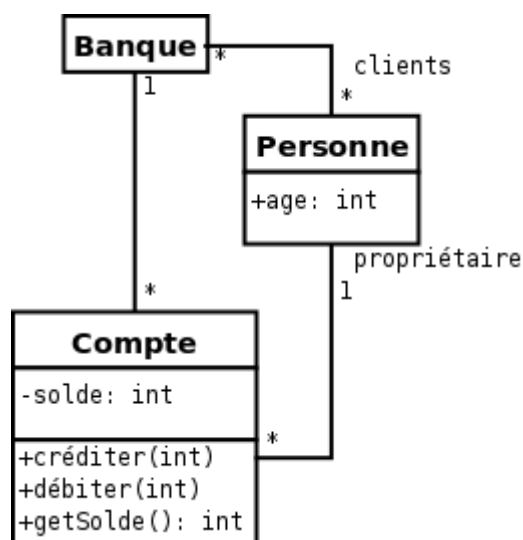 Banque
*
clients
1
*
Personne
+age: int
propriétaire
1
*
Compte
-solde: int
*
+créditer(int)
+débiter(int)
+getSolde(): int